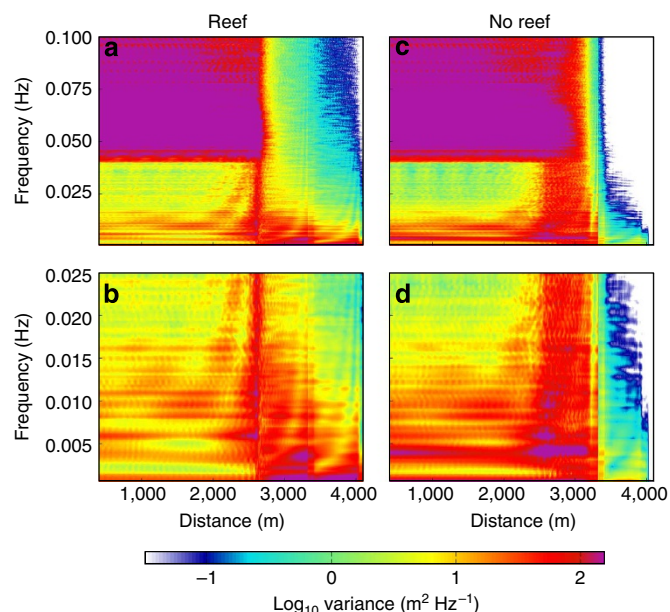 Reef
No reef
a
c
0.100
0.075
0.050
0.025
Frequency (Hz)
b
d
0.025
0.020
0.015
0.010
0.005
Frequency (Hz)
1,000 2,000 3,000 4,000
1,000 2,000 3,000 4,000
Distance (m)
Distance (m)
−1 0 1 2
Log₁₀ variance (m² Hz⁻¹)